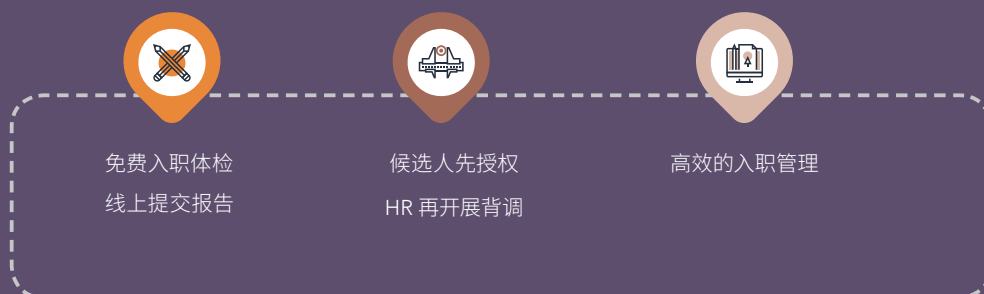 免费入职体检
线上提交报告
候选人先授权
HR 再开展背调
高效的入职管理